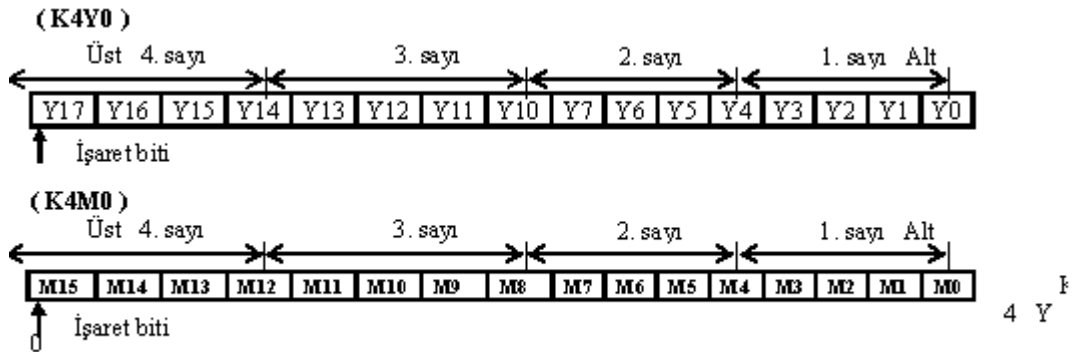 ( K4Y0 )
Üst 4. sayı 3. sayı 2. sayı 1. sayı Alt
Y17 Y16 Y15 Y14 Y13 Y12 Y11 Y10 Y7 Y6 Y5 Y4 Y3 Y2 Y1 Y0
İşaret biti
( K4M0 )
Üst 4. sayı 3. sayı 2. sayı 1. sayı Alt
M15 M14 M13 M12 M11 M10 M9 M8 M7 M6 M5 M4 M3 M2 M1 M0
K
4 Y
İşaret biti
0